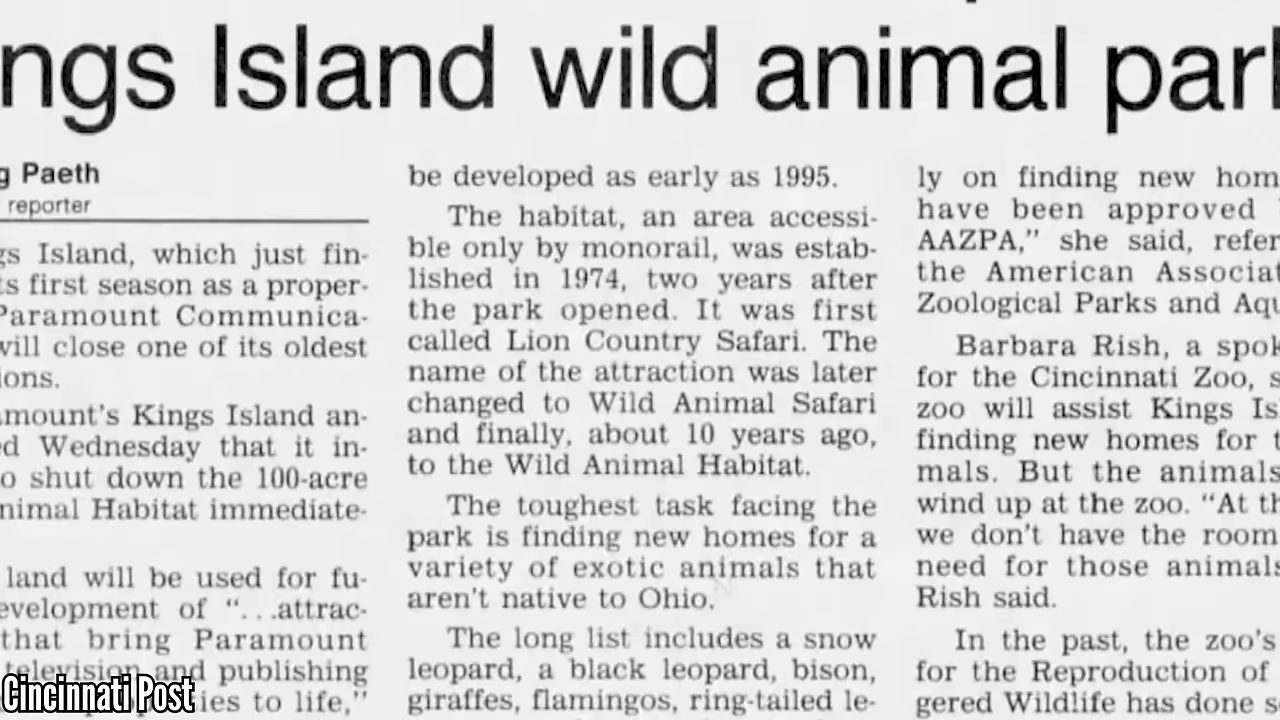 ngs Island wild animal park
g Paeth
reporter
gs Island, which just fin-
ts first season as a proper-
Paramount Communica-
will close one of its oldest
ions.
amount's Kings Island an-
ed Wednesday that it in-
o shut down the 100-acre
nimal Habitat immediate-
land will be used for fu-
evelopment of “...attrac-
that bring Paramount
television and publishing
ies to life,”
be developed as early as 1995.
The habitat, an area accessi-
ble only by monorail, was estab-
lished in 1974, two years after
the park opened. It was first
called Lion Country Safari. The
name of the attraction was later
changed to Wild Animal Safari
and finally, about 10 years ago,
to the Wild Animal Habitat.
The toughest task facing the
park is finding new homes for a
variety of exotic animals that
aren't native to Ohio.
The long list includes a snow
leopard, a black leopard, bison,
giraffes, flamingos, ring-tailed le-
ly on finding new hom
have been approved
AAZPA,” she said, refer
the American Associat
Zoological Parks and Aqu
Barbara Rish, a spok
for the Cincinnati Zoo, s
zoo will assist Kings Is
finding new homes for t
mals. But the animals
wind up at the zoo. “At th
we don't have the room
need for those animals
Rish said.
In the past, the zoo's
for the Reproduction of
gered Wildlife has done s
Cincinnati Post